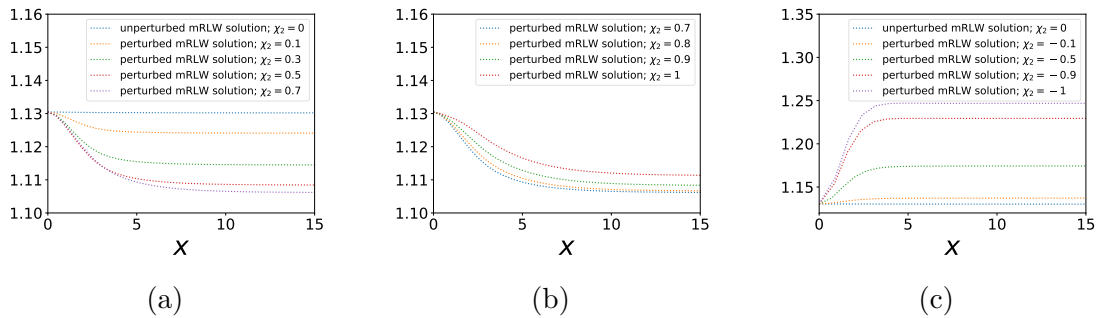 1.16
1.15
1.14
1.13
1.12
1.11
1.10
unperturbed mRLW solution; χ₂ = 0
perturbed mRLW solution; χ₂ = 0.1
perturbed mRLW solution; χ₂ = 0.3
perturbed mRLW solution; χ₂ = 0.5
perturbed mRLW solution; χ₂ = 0.7
0 5 10 15
x
(a)
1.16
1.15
1.14
1.13
1.12
1.11
1.10
perturbed mRLW solution; χ₂ = 0.7
perturbed mRLW solution; χ₂ = 0.8
perturbed mRLW solution; χ₂ = 0.9
perturbed mRLW solution; χ₂ = 1
0 5 10 15
x
(b)
1.35
1.30
1.25
1.20
1.15
unperturbed mRLW solution; χ₂ = 0
perturbed mRLW solution; χ₂ = −0.1
perturbed mRLW solution; χ₂ = −0.5
perturbed mRLW solution; χ₂ = −0.9
perturbed mRLW solution; χ₂ = −1
0 5 10 15
x
(c)